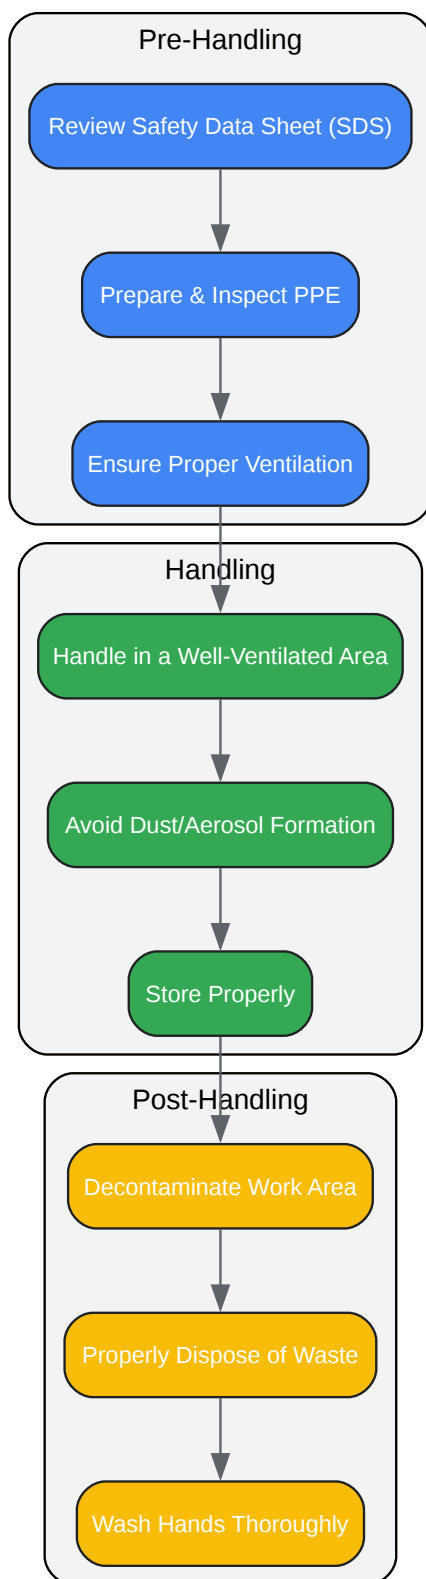 Pre-Handling
Review Safety Data Sheet (SDS)
Prepare & Inspect PPE
Ensure Proper Ventilation
Handling
Handle in a Well-Ventilated Area
Avoid Dust/Aerosol Formation
Store Properly
Post-Handling
Decontaminate Work Area
Properly Dispose of Waste
Wash Hands Thoroughly